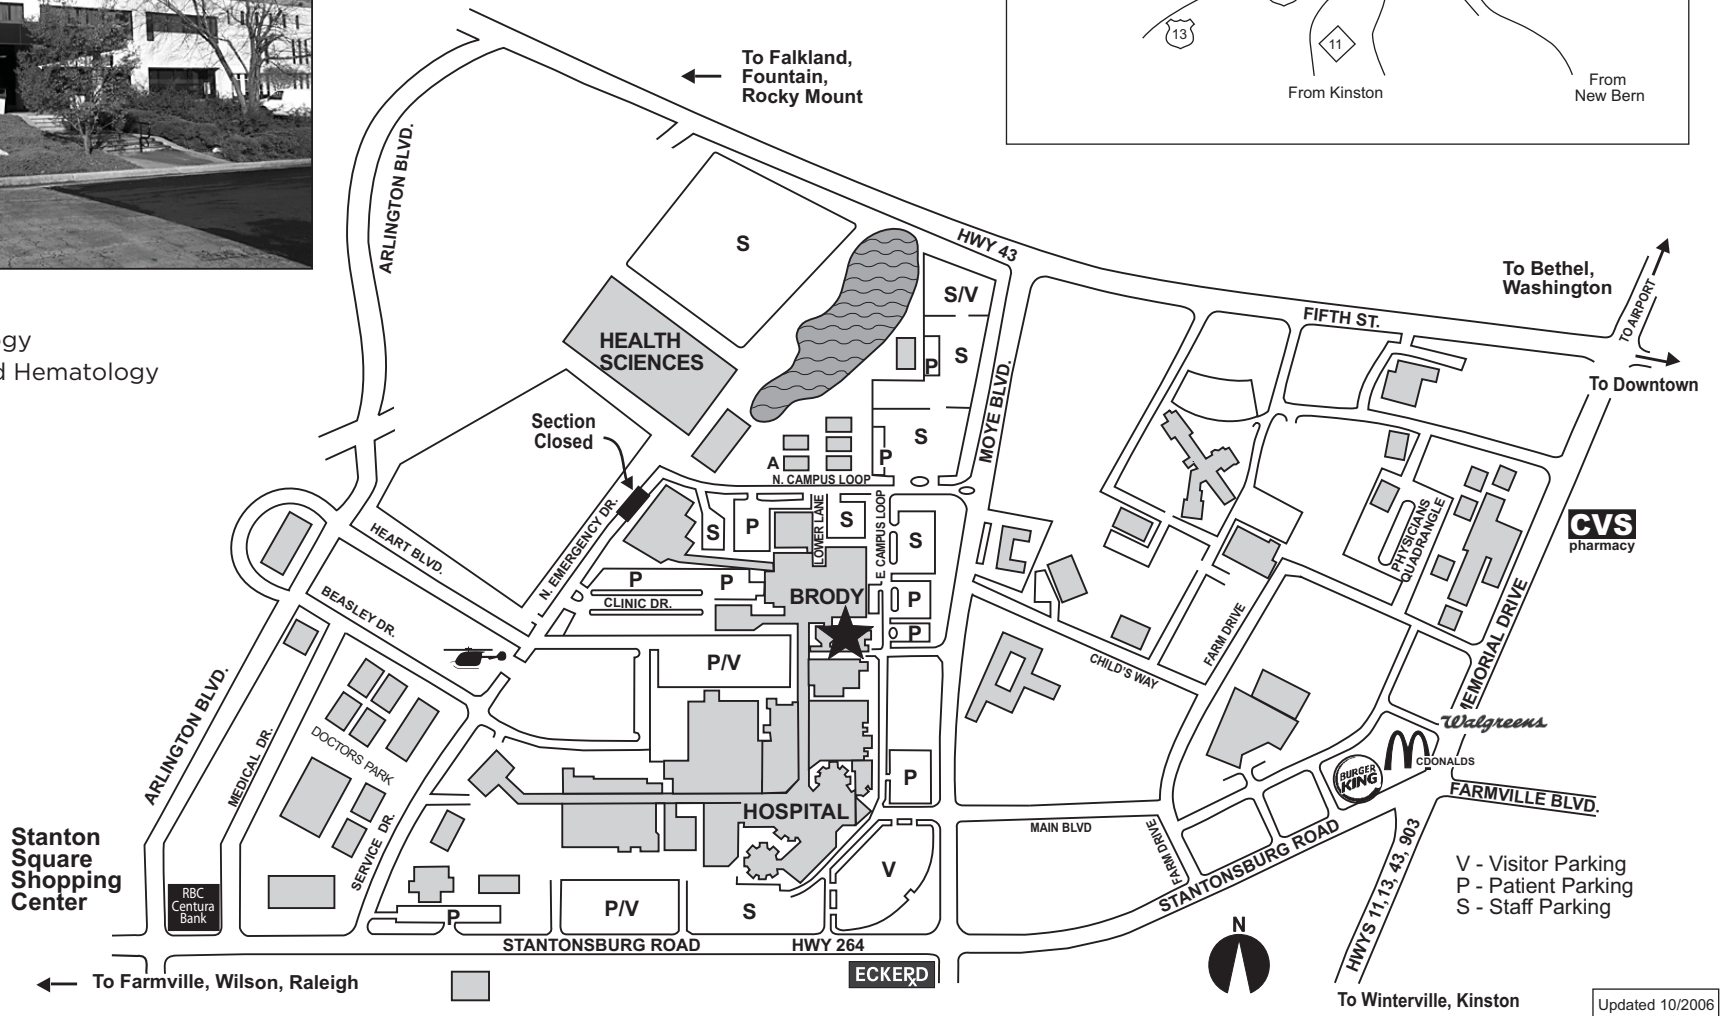 13
11
From Kinston
From
New Bern
To Falkland,
Fountain,
Rocky Mount
ARLINGTON BLVD.
HWY 43
S
S/V
To Bethel,
Washington
TO AIRPORT
FIFTH ST.
To Downtown
HEALTH
SCIENCES
P
S
MOYE BLVD.
Section
Closed
S
P
A
N. CAMPUS LOOP
d Hematology
N. EMERGENCY DR.
HEART BLVD.
S
P
LOWER LANE
S
E. CAMPUS LOOP
S
PHYSICIANS
QUADRANGLE
CVS
pharmacy
P
P
CLINIC DR.
BRODY
P
P
BEASLEY DR.
P/V
CHILD'S WAY
FARM DRIVE
MEMORIAL DRIVE
Walgreens
ARLINGTON BLVD.
MEDICAL DR.
DOCTORS PARK
SERVICE DR.
P
BURGER
KING
MCDONALDS
FARMVILLE BLVD.
HOSPITAL
MAIN BLVD
FARM DRIVE
STANTONSBURG ROAD
HWYS 11, 13, 43, 903
Stanton
Square
Shopping
Center
RBC
Centura
Bank
V
P
P/V
S
V - Visitor Parking
P - Patient Parking
S - Staff Parking
STANTONSBURG ROAD
HWY 264
N
ECKERD
To Farmville, Wilson, Raleigh
To Winterville, Kinston
Updated 10/2006